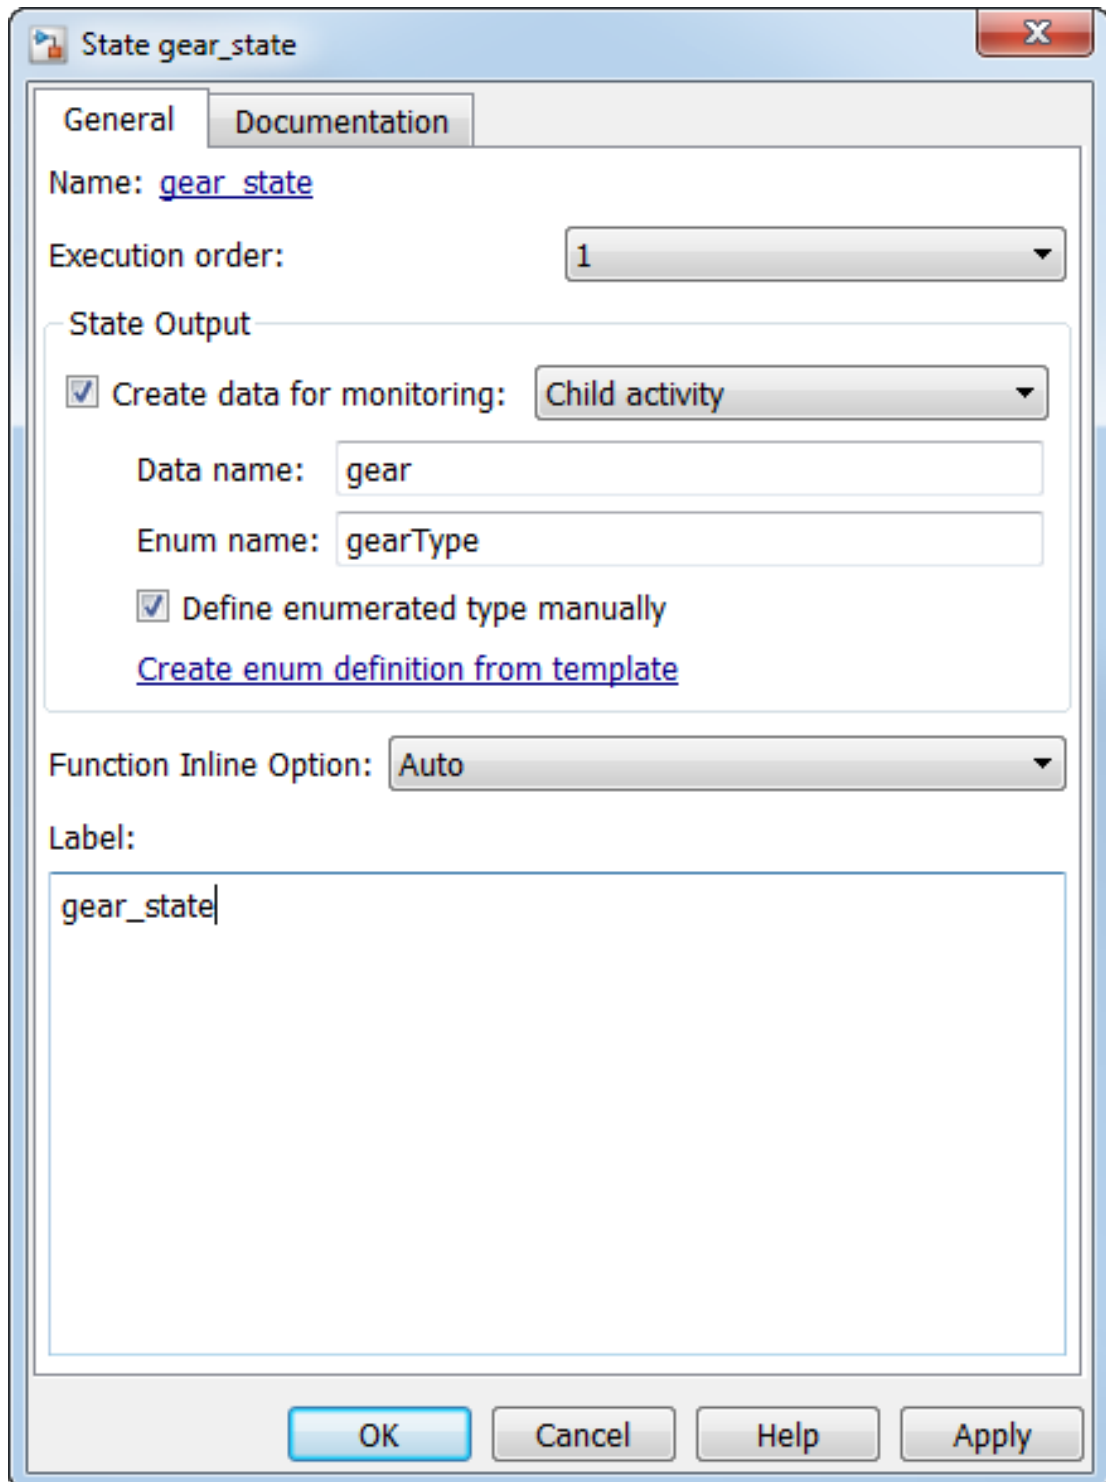 State gear_state
General Documentation
Name: gear_state
Execution order: 1
State Output
Create data for monitoring: Child activity
Data name: gear
Enum name: gearType
Define enumerated type manually
Create enum definition from template
Function Inline Option: Auto
Label:
gear_state
OK Cancel Help Apply